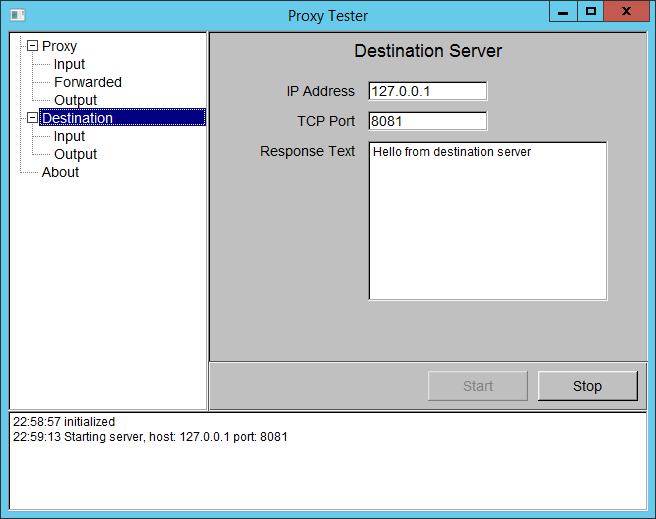 Proxy Tester
Proxy
Input
Forwarded
Output
Destination
Input
Output
About
Destination Server
IP Address 127.0.0.1
TCP Port 8081
Response Text Hello from destination server
Start Stop
22:58:57 initialized
22:59:13 Starting server, host: 127.0.0.1 port: 8081